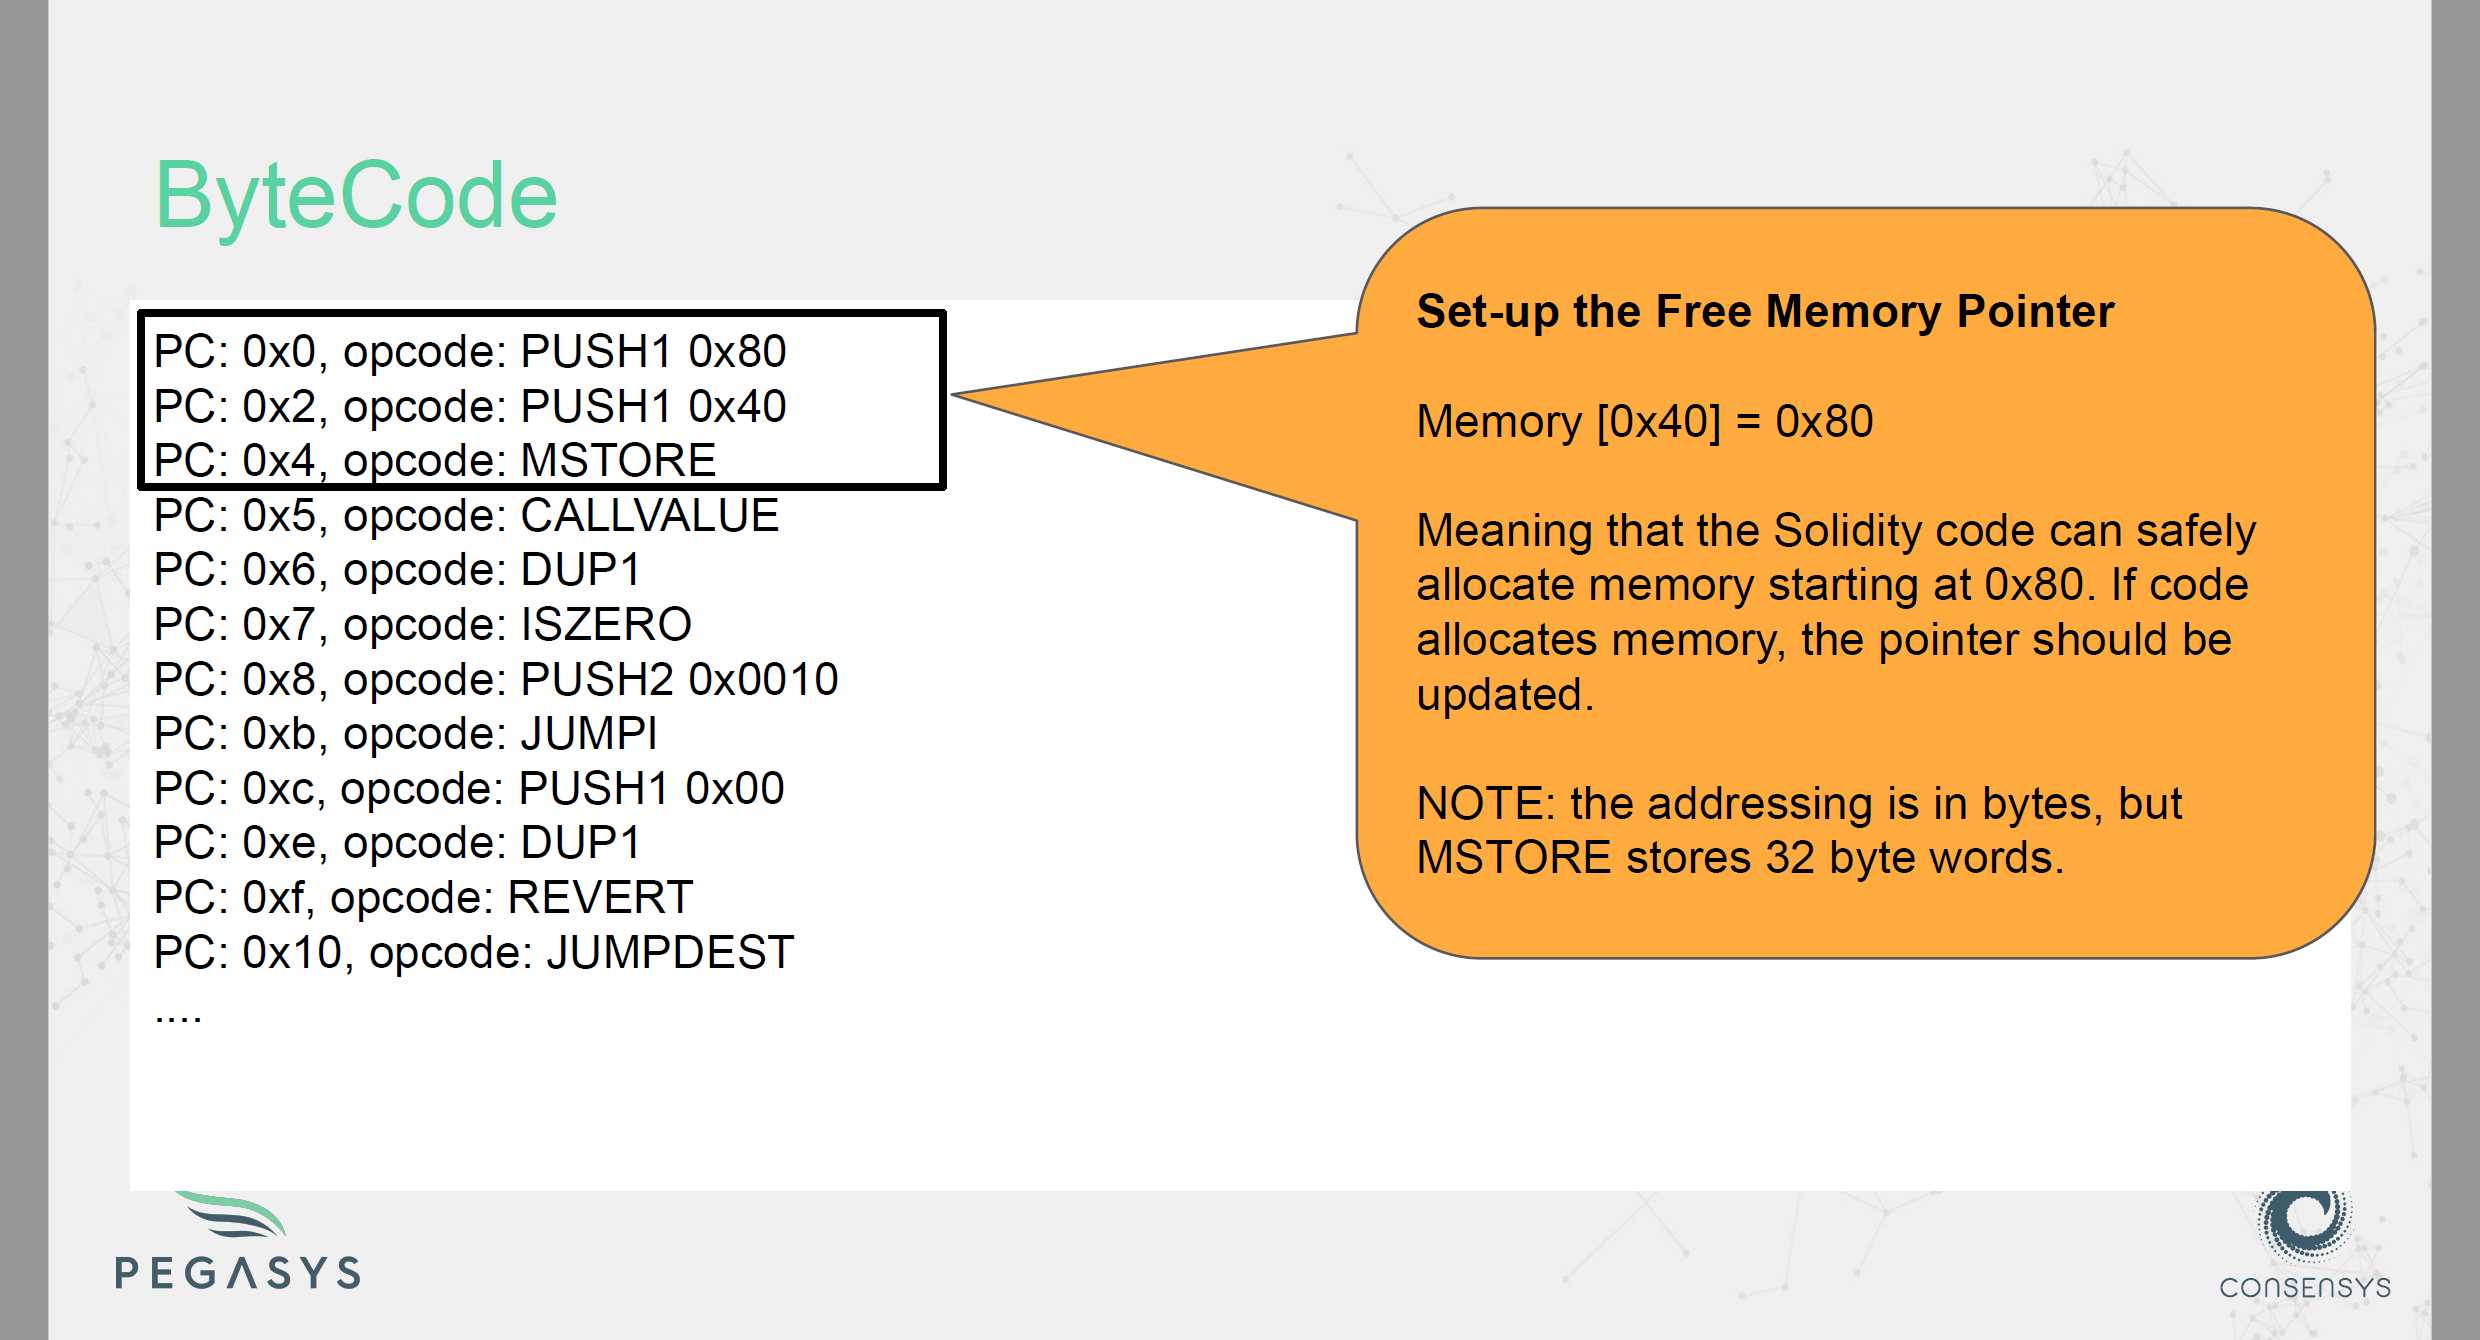 ByteCode
PC: 0x0, opcode: PUSH1 0x80
PC: 0x2, opcode: PUSH1 0x40
PC: 0x4, opcode: MSTORE
PC: 0x5, opcode: CALLVALUE
PC: 0x6, opcode: DUP1
PC: 0x7, opcode: ISZERO
PC: 0x8, opcode: PUSH2 0x0010
PC: 0xb, opcode: JUMPI
PC: 0xc, opcode: PUSH1 0x00
PC: 0xe, opcode: DUP1
PC: 0xf, opcode: REVERT
PC: 0x10, opcode: JUMPDEST
....
Set-up the Free Memory Pointer
Memory [0x40] = 0x80
Meaning that the Solidity code can safely
allocate memory starting at 0x80. If code
allocates memory, the pointer should be
updated.
NOTE: the addressing is in bytes, but
MSTORE stores 32 byte words.
PEGASYS
CONSENSYS